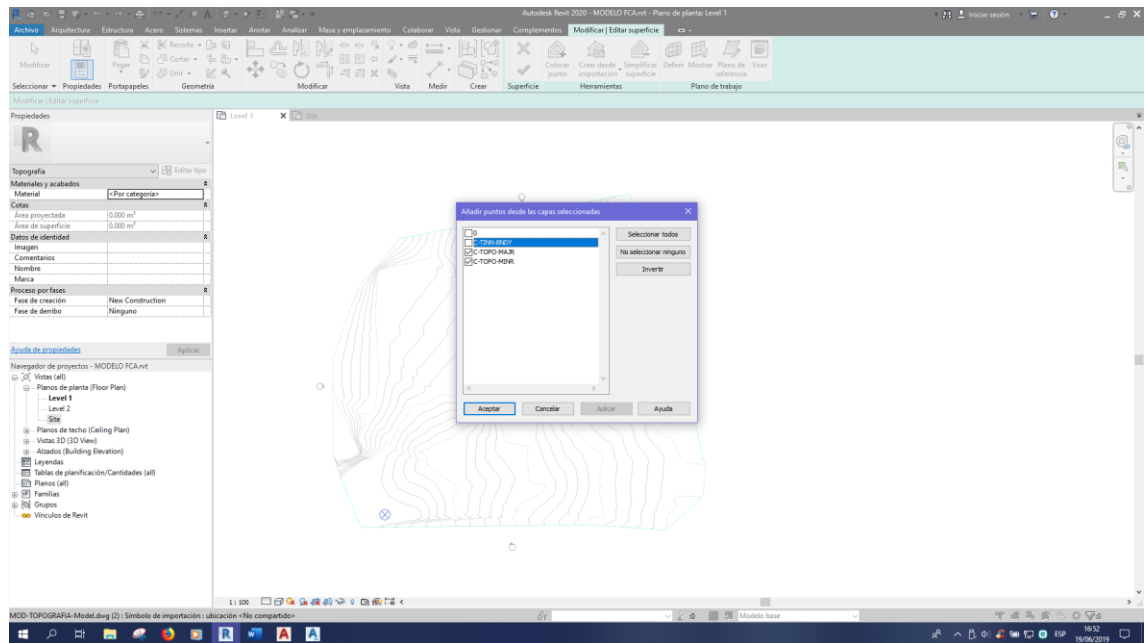 Autodesk Revit 2020 - MODELO FCA.rvt - Plano de planta: Level 1
Iniciar sesión
Archivo Arquitectura Estructura Acero Sistemas Insertar Anotar Analizar Masa y emplazamiento Colaborar Vista Gestionar Complementos Modificar | Editar superficie
Modificar
Pegar
Recorte
Cortar
Unir
Colocar punto
Crear desde importación
Simplificar superficie
Definir
Mostrar
Plano de referencia
Visor
Seleccionar Propiedades Portapapeles Geometría Modificar Vista Medir Crear Superficie Herramientas Plano de trabajo
Modificar | Editar superficie
Propiedades
Level 1
Site
R
Topografía
Editar tipo
Materiales y acabados
Material <Por categoría>
Cotas
Área proyectada 0.000 m²
Área de superficie 0.000 m²
Datos de identidad
Imagen
Comentarios
Nombre
Marca
Proceso por fases
Fase de creación New Construction
Fase de derribo Ninguno
Ayuda de propiedades
Aplicar
Navegador de proyectos - MODELO FCA.rvt
Vistas (all)
Planos de planta (Floor Plan)
Level 1
Level 2
Site
Planos de techo (Ceiling Plan)
Vistas 3D (3D View)
Alzados (Building Elevation)
Leyendas
Tablas de planificación/Cantidades (all)
Planos (all)
Familias
Grupos
Vínculos de Revit
Añadir puntos desde las capas seleccionadas
0
C-TINN-BNDY
C-TOPO-MAJR
C-TOPO-MINR
Seleccionar todos
No seleccionar ninguno
Invertir
Aceptar
Cancelar
Aplicar
Ayuda
1 : 100
MOD-TOPOGRAFIA-Model.dwg (2) : Símbolo de importación : ubicación <No compartido>
:0
Modelo base
:0
ESP
16:52
19/06/2019